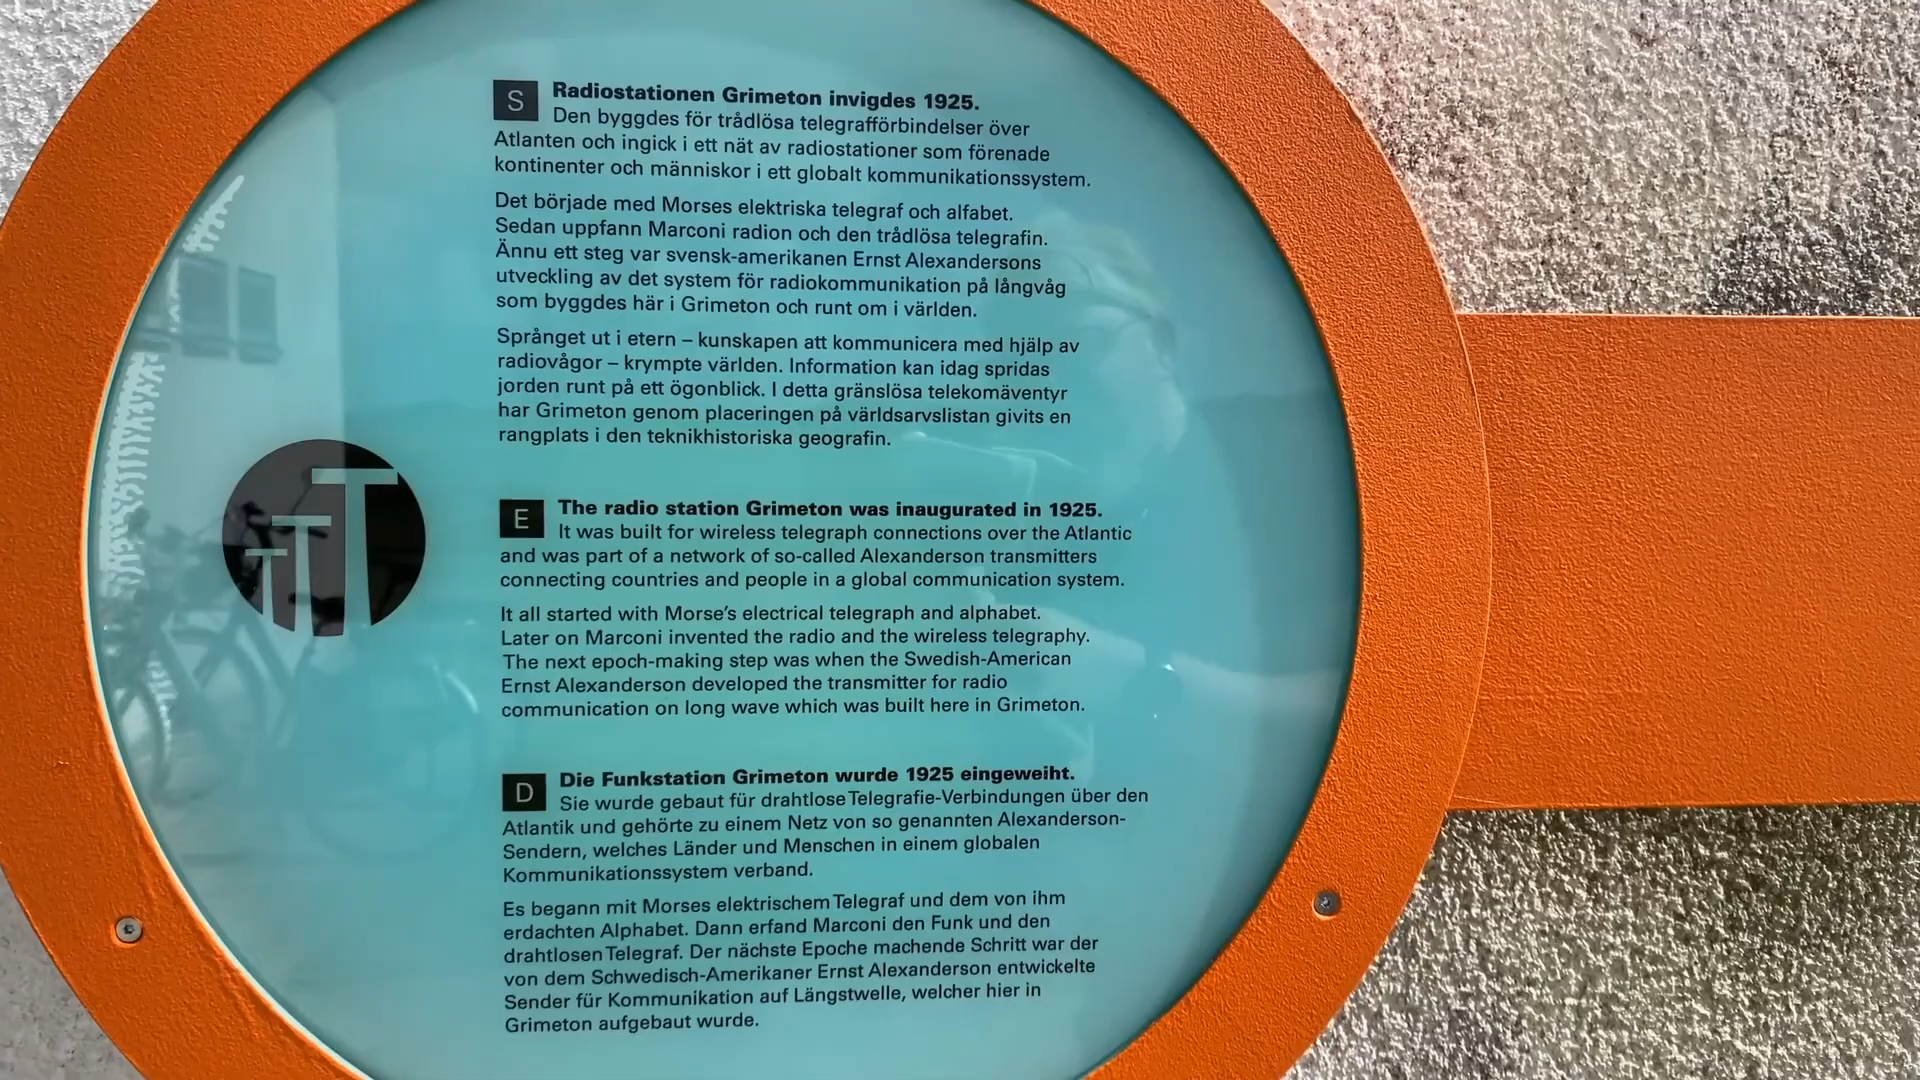 S Radiostationen Grimeton invigdes 1925.
Den byggdes för trådlösa telegrafförbindelser över
Atlanten och ingick i ett nät av radiostationer som förenade
kontinenter och människor i ett globalt kommunikationssystem.
Det började med Morses elektriska telegraf och alfabet.
Sedan uppfann Marconi radion och den trådlösa telegrafin.
Ännu ett steg var svensk-amerikanen Ernst Alexandersons
utveckling av det system för radiokommunikation på långvåg
som byggdes här i Grimeton och runt om i världen.
Språnget ut i etern – kunskapen att kommunicera med hjälp av
radiovågor – krympte världen. Information kan idag spridas
jorden runt på ett ögonblick. I detta gränslösa telekomäventyr
har Grimeton genom placeringen på världsarvslistan givits en
rangplats i den teknikhistoriska geografin.
E The radio station Grimeton was inaugurated in 1925.
It was built for wireless telegraph connections over the Atlantic
and was part of a network of so-called Alexanderson transmitters
connecting countries and people in a global communication system.
It all started with Morse's electrical telegraph and alphabet.
Later on Marconi invented the radio and the wireless telegraphy.
The next epoch-making step was when the Swedish-American
Ernst Alexanderson developed the transmitter for radio
communication on long wave which was built here in Grimeton.
D Die Funkstation Grimeton wurde 1925 eingeweiht.
Sie wurde gebaut für drahtlose Telegrafie-Verbindungen über den
Atlantik und gehörte zu einem Netz von so genannten Alexanderson-
Sendern, welches Länder und Menschen in einem globalen
Kommunikationssystem verband.
Es begann mit Morses elektrischem Telegraf und dem von ihm
erdachten Alphabet. Dann erfand Marconi den Funk und den
drahtlosen Telegraf. Der nächste Epoche machende Schritt war der
von dem Schwedisch-Amerikaner Ernst Alexanderson entwickelte
Sender für Kommunikation auf Längstwelle, welcher hier in
Grimeton aufgebaut wurde.